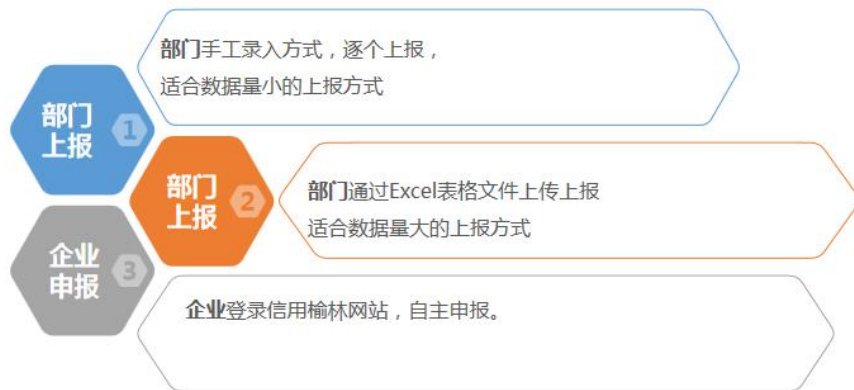 部门手工录入方式，逐个上报，
适合数据量小的上报方式
部门
上报
1
部门
上报
2
部门通过Excel表格文件上传上报
适合数据量大的上报方式
企业
申报
3
企业登录信用榆林网站，自主申报。